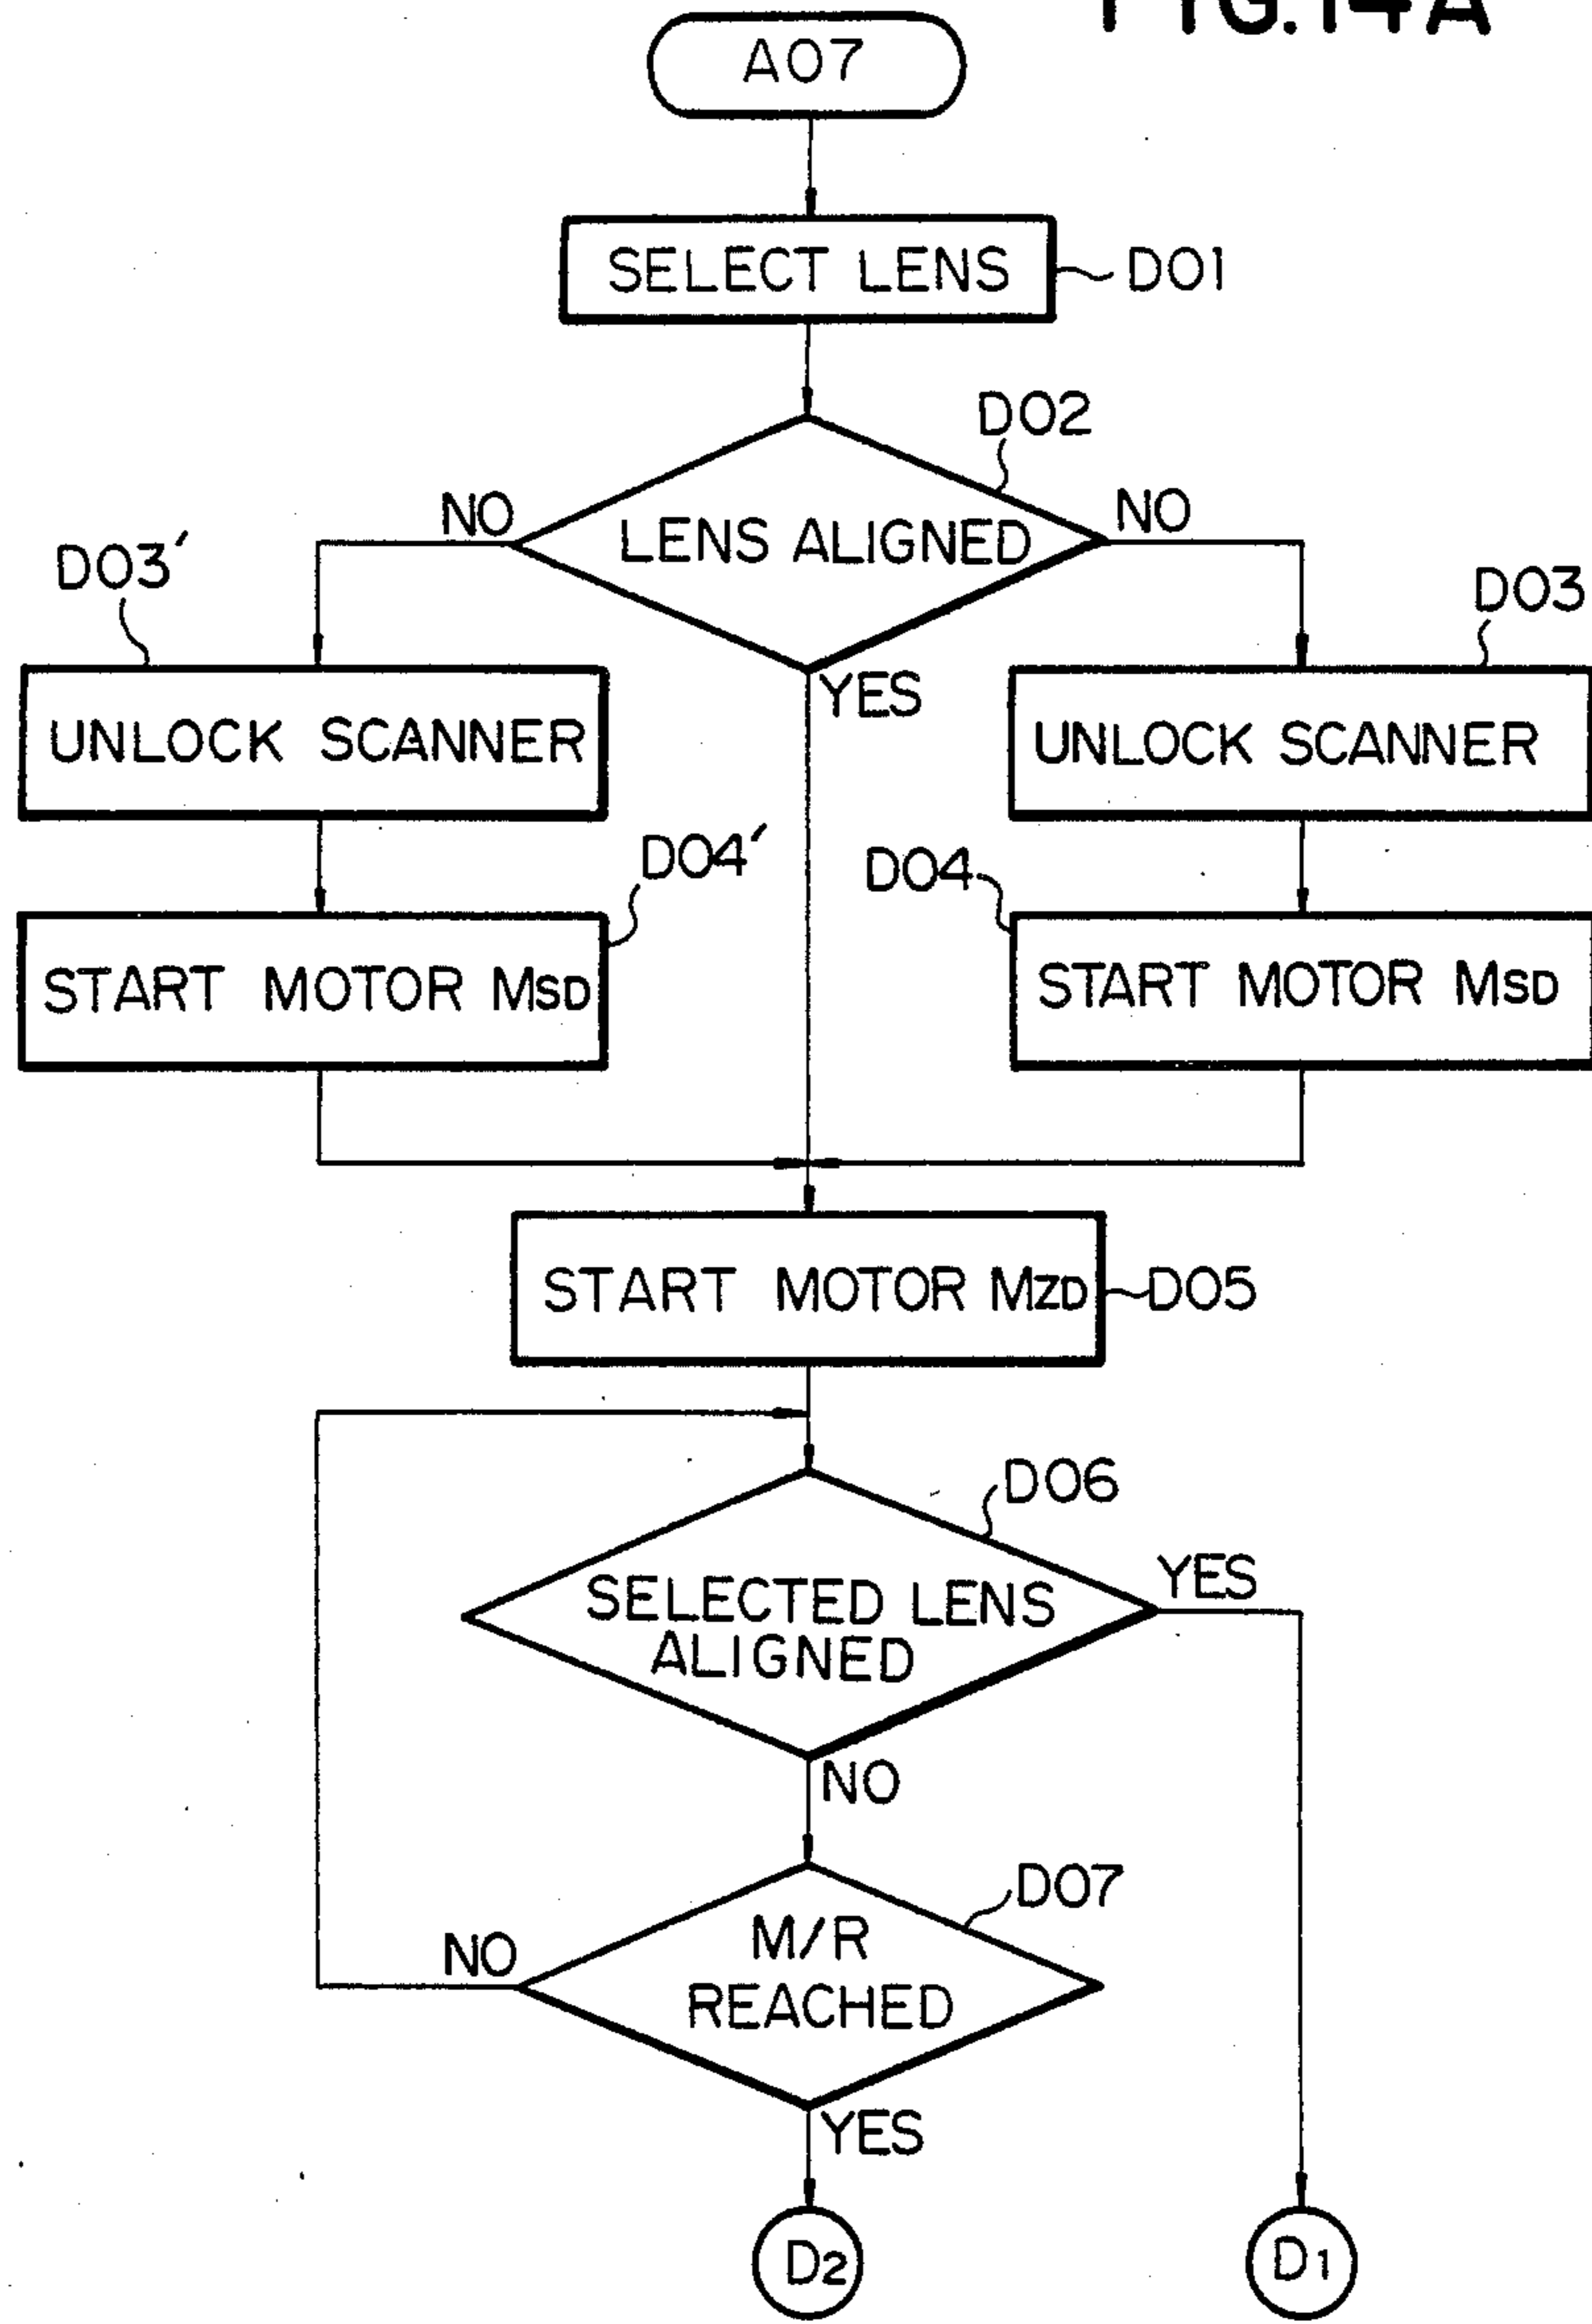 FIG.14A
A07
SELECT LENS
D01
D02
NO
LENS ALIGNED
NO
D03'
D03
YES
UNLOCK SCANNER
UNLOCK SCANNER
D04'
D04
START MOTOR MSD
START MOTOR MSD
START MOTOR MZD
D05
D06
YES
SELECTED LENS
ALIGNED
NO
D07
NO
M/R
REACHED
YES
D2
D1